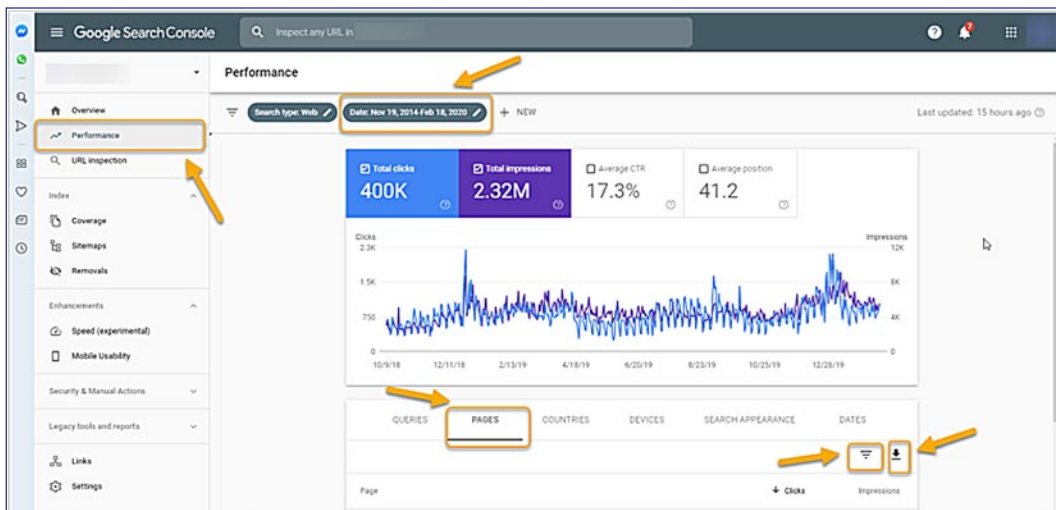 Google Search Console
Inspect any URL in
Performance
Search type: Web
Date: Nov 19, 2014-Feb 18, 2020
+ NEW
Last updated: 15 hours ago
Overview
Performance
URL inspection
Index
Coverage
Sitemaps
Removals
Enhancements
Speed (experimental)
Mobile Usability
Security & Manual Actions
Legacy tools and reports
Links
Settings
Total clicks
400K
Total impressions
2.32M
Average CTR
17.3%
Average position
41.2
Clicks
Impressions
2.3K
12K
1.5K
8K
750
4K
0
0
10/9/18
12/11/18
2/13/19
4/18/19
6/20/19
8/23/19
10/25/19
12/28/19
QUERIES
PAGES
COUNTRIES
DEVICES
SEARCH APPEARANCE
DATES
Page
Clicks
Impressions